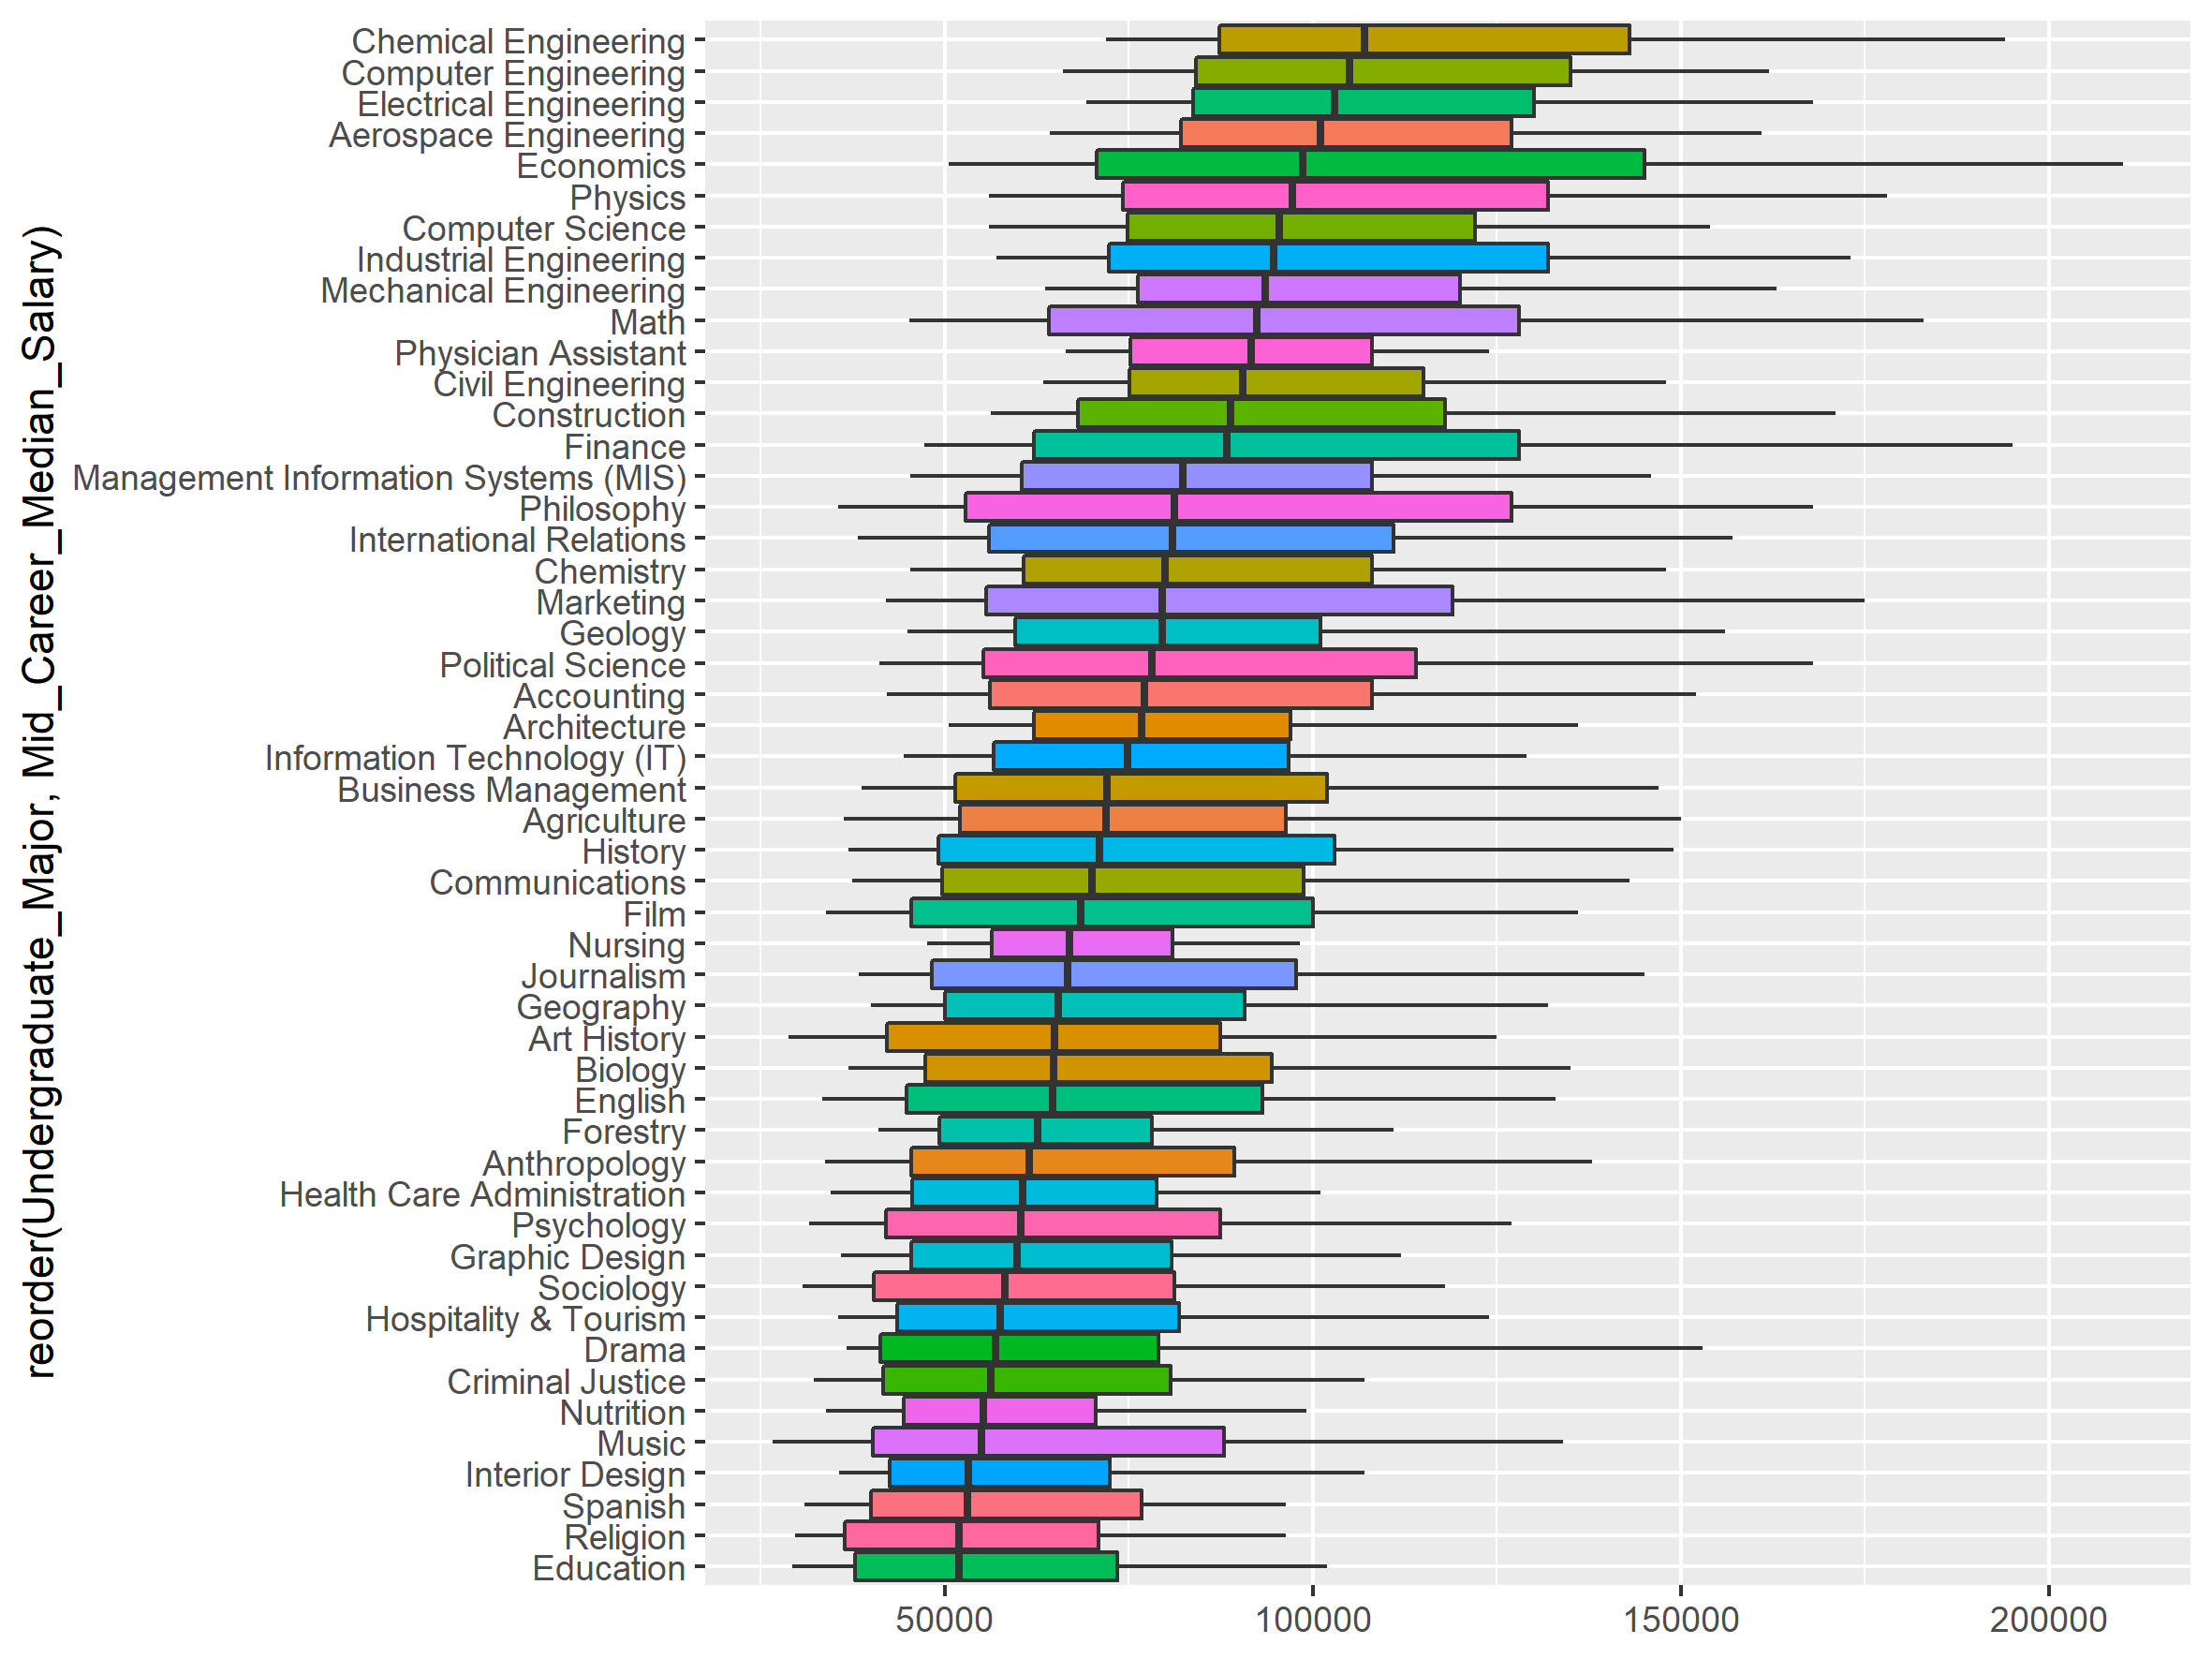 reorder(Undergraduate_Major, Mid_Career_Median_Salary)
Chemical Engineering
Computer Engineering
Electrical Engineering
Aerospace Engineering
Economics
Physics
Computer Science
Industrial Engineering
Mechanical Engineering
Math
Physician Assistant
Civil Engineering
Construction
Finance
Management Information Systems (MIS)
Philosophy
International Relations
Chemistry
Marketing
Geology
Political Science
Accounting
Architecture
Information Technology (IT)
Business Management
Agriculture
History
Communications
Film
Nursing
Journalism
Geography
Art History
Biology
English
Forestry
Anthropology
Health Care Administration
Psychology
Graphic Design
Sociology
Hospitality & Tourism
Drama
Criminal Justice
Nutrition
Music
Interior Design
Spanish
Religion
Education
50000 100000 150000 200000